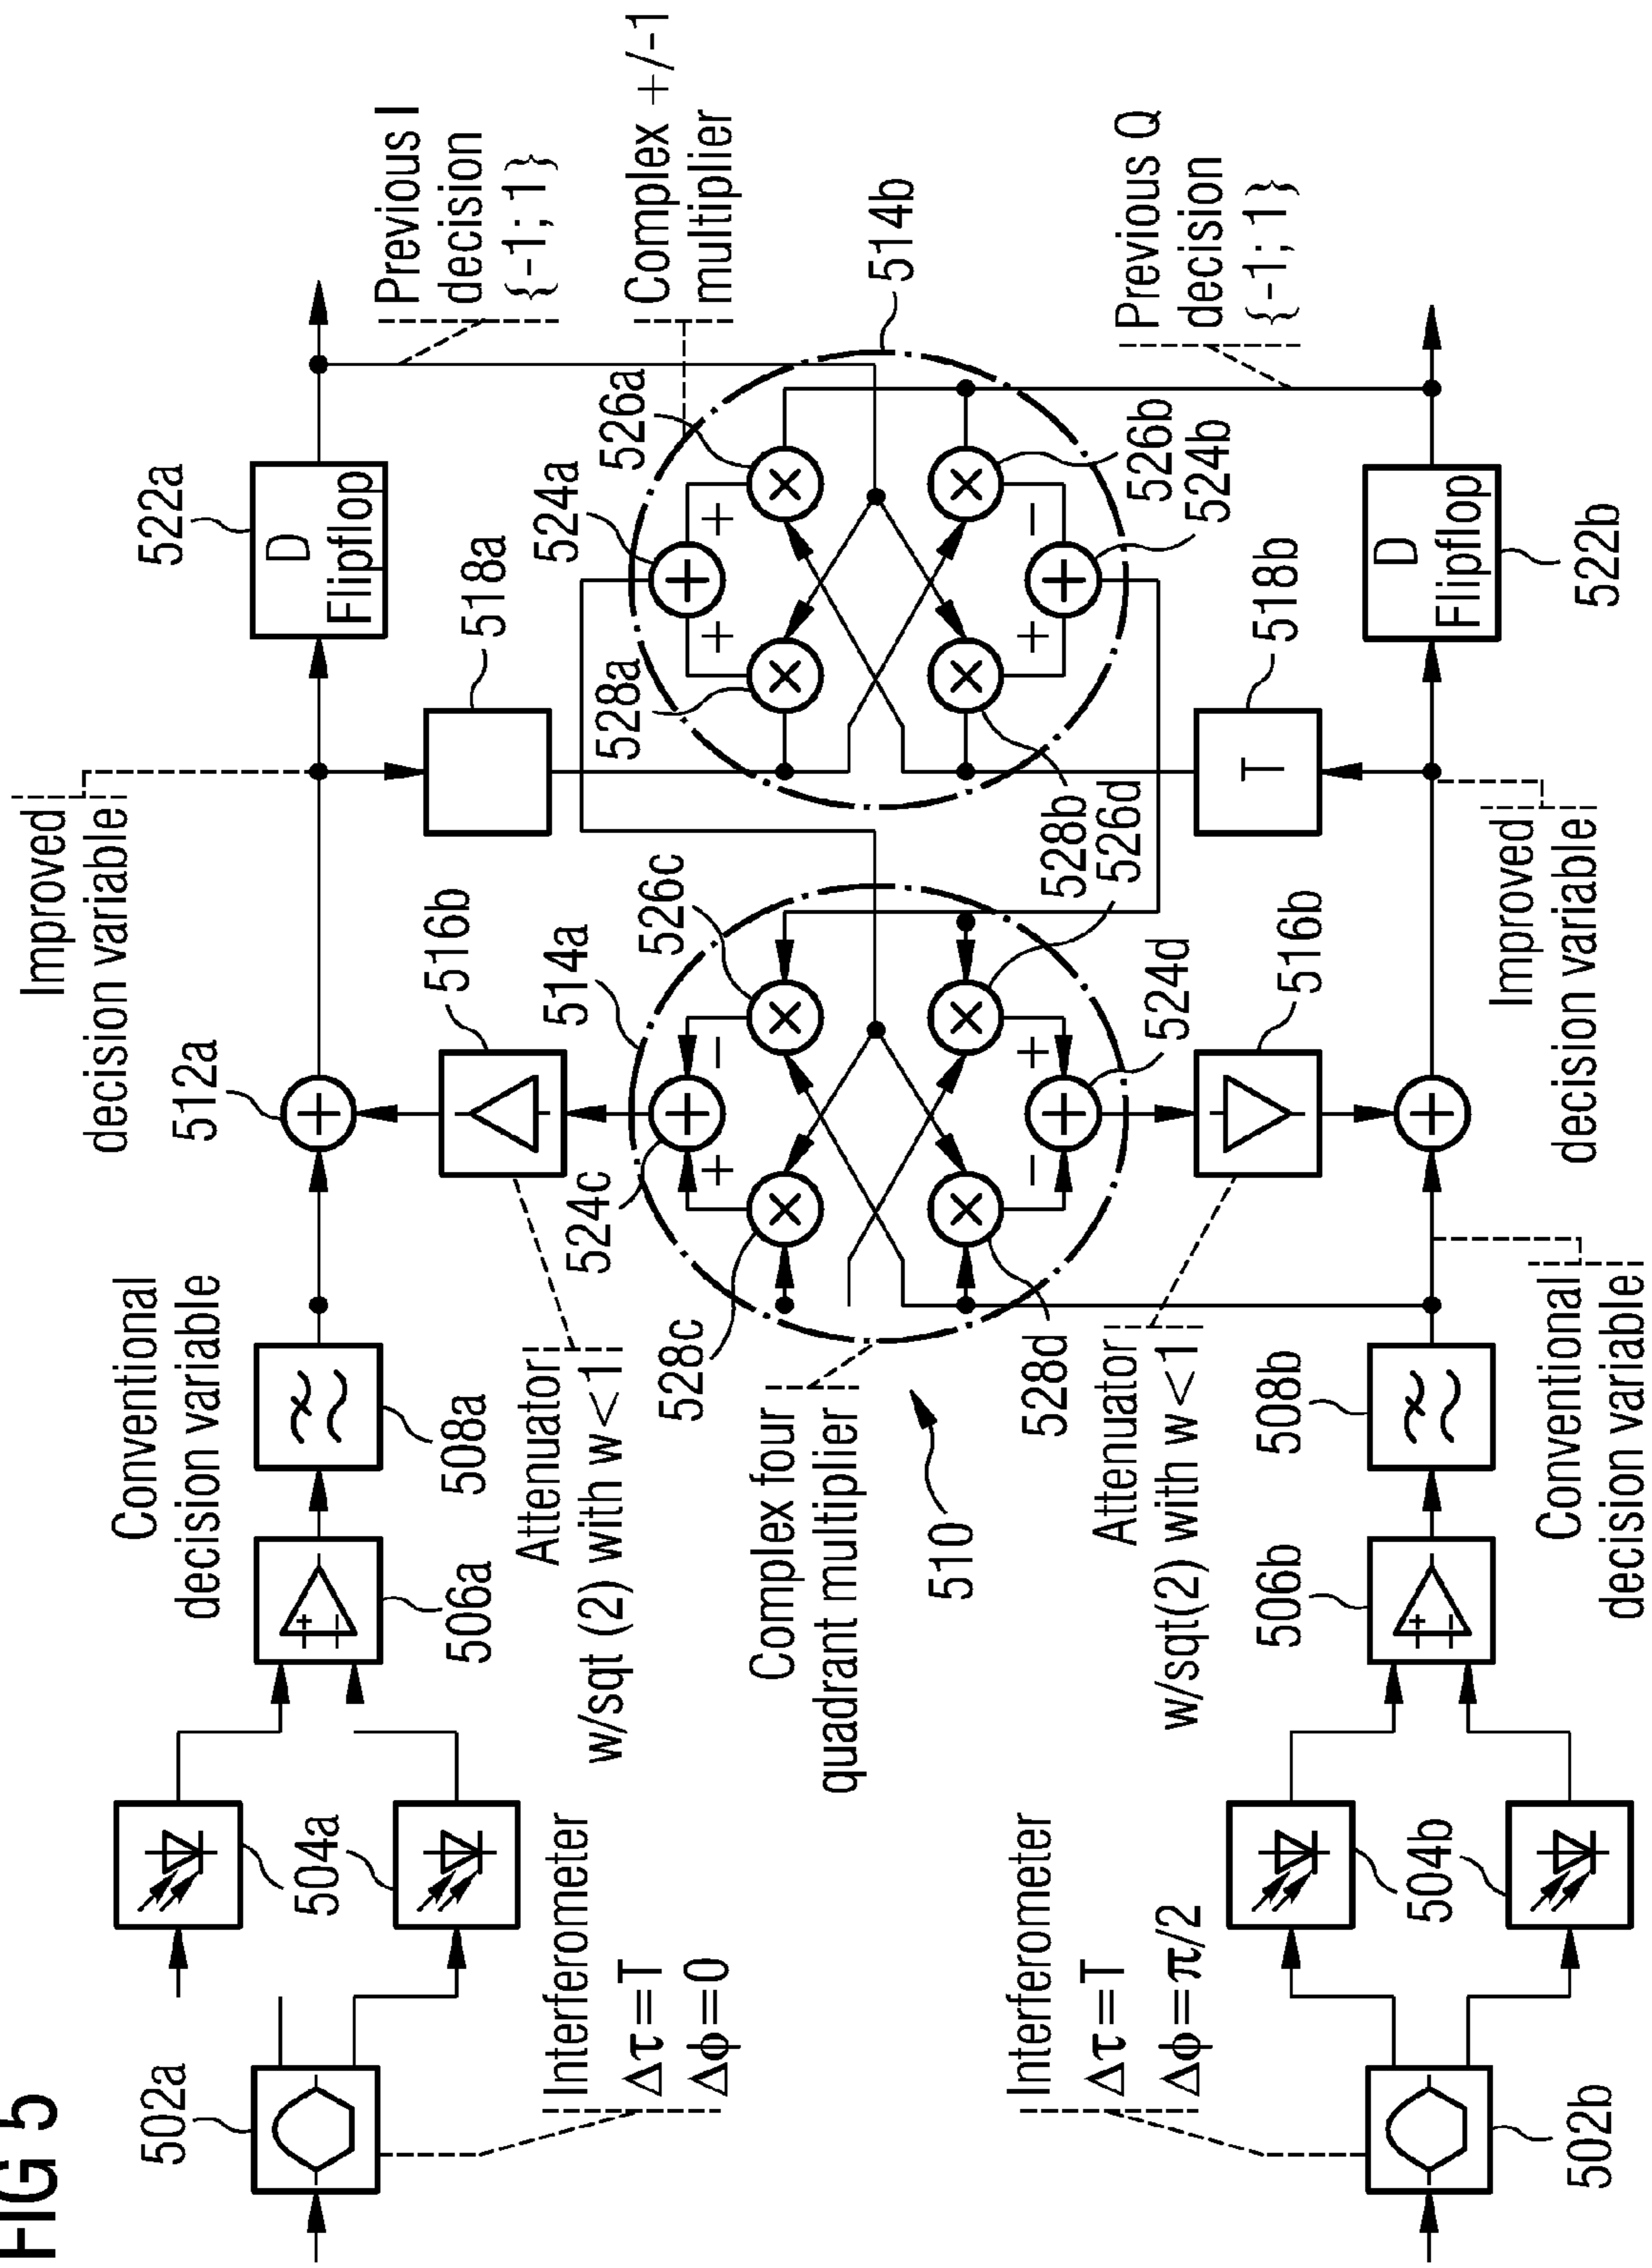 FIG 5
502a
504a
506a
508a
Conventional
decision variable
512a
Improved
decision variable
522a
D
Flipflop
Previous I
decision
{-1; 1}
Interferometer
Δτ=T
Δϕ=0
Attenuator
w/sqt (2) with w<1
516b
514a
518a
Complex +/-1
multiplier
Complex four
quadrant multiplier
510
528c
524c
+
−
526c
528a
524a
+
+
526a
514b
528d
−
+
524d
526d
528b
+
−
524b
526b
Attenuator
w/sqt(2) with w<1
516b
T
518b
Previous Q
decision
{-1; 1}
Interferometer
Δτ=T
Δϕ=π/2
502b
504b
506b
508b
Conventional
decision variable
Improved
decision variable
D
Flipflop
522b